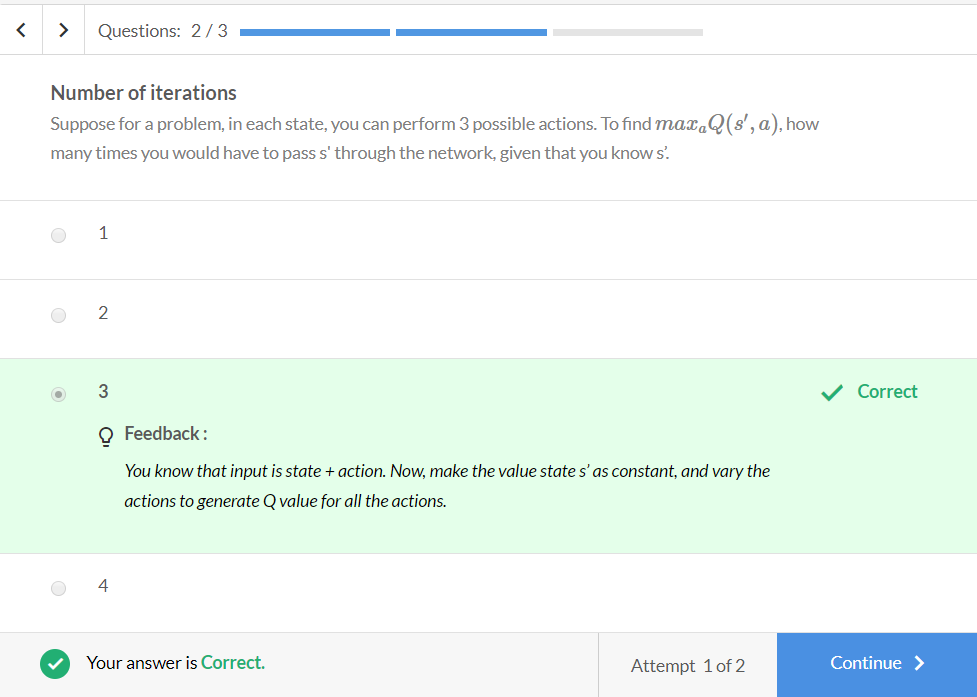 Questions: 2 / 3
Number of iterations
Suppose for a problem, in each state, you can perform 3 possible actions. To find maxₐQ(s′, a), how
many times you would have to pass s' through the network, given that you know s’.
1
2
3
Correct
Feedback :
You know that input is state + action. Now, make the value state s’ as constant, and vary the
actions to generate Q value for all the actions.
4
Your answer is Correct.
Attempt 1 of 2
Continue